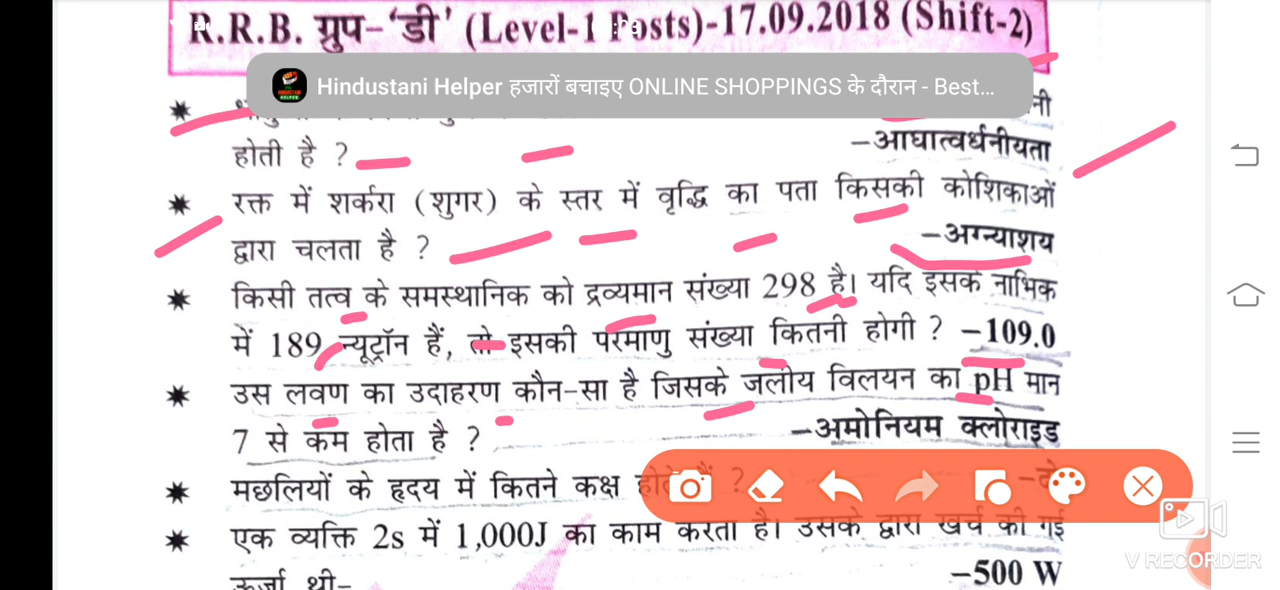 R.R.B. ग्रुप–‘डी’ (Level-1 Posts)-17.09.2018 (Shift-2)
Hindustani Helper हजारों बचाइए ONLINE SHOPPINGS के दौरान - Best...
होती है ?
–आघातवर्धनीयता
रक्त में शर्करा (शुगर) के स्तर में वृद्धि का पता किसकी कोशिकाओं
द्वारा चलता है ?
–अग्न्याशय
किसी तत्व के समस्थानिक को द्रव्यमान संख्या 298 है। यदि इसके नाभिक
में 189 न्यूट्रॉन हैं, तो इसकी परमाणु संख्या कितनी होगी ? –109.0
उस लवण का उदाहरण कौन-सा है जिसके जलीय विलयन का pH मान
7 से कम होता है ?
–अमोनियम क्लोराइड
मछलियों के हृदय में कितने कक्ष ?
एक व्यक्ति 2s में 1,000J का काम करता है। उसके द्वारा खर्च की गई
ऊर्जा थी–
–500 W
V RECORDER